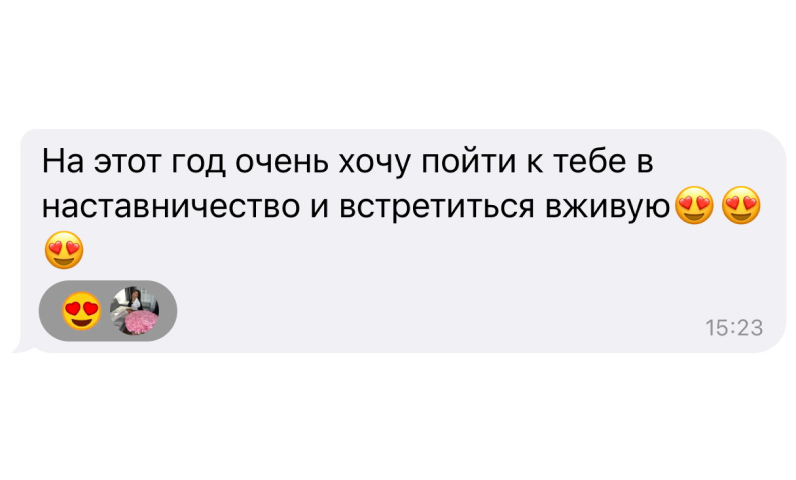 На этот год очень хочу пойти к тебе в
наставничество и встретиться вживую😍😍
😍
😍
15:23